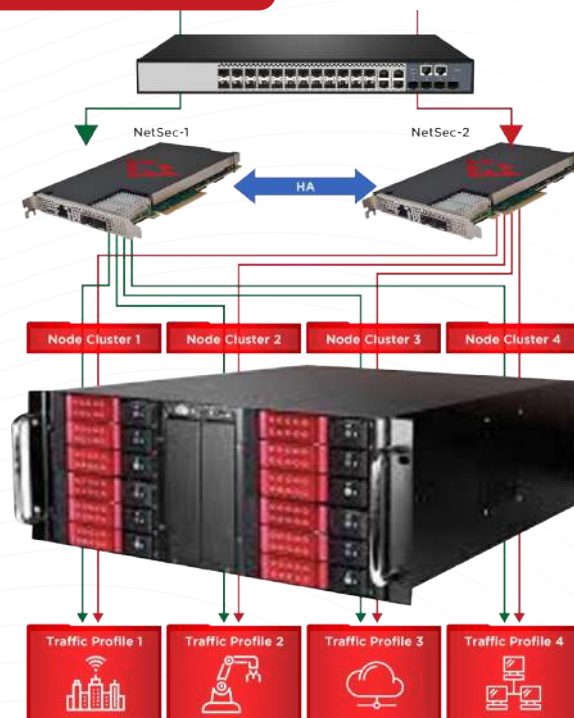 NetSec-1
NetSec-2
HA
Node Cluster 1
Node Cluster 2
Node Cluster 3
Node Cluster 4
Traffic Profile 1
Traffic Profile 2
Traffic Profile 3
Traffic Profile 4